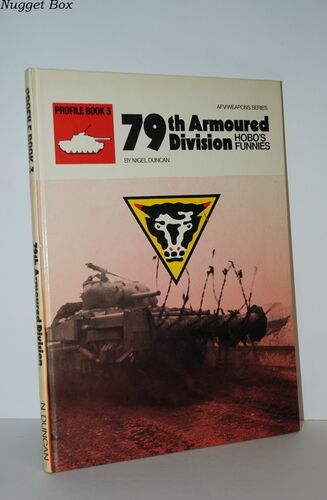 Nugget Box
PROFILE BOOK 3
AFV/WEAPONS SERIES
79th Armoured
Division HOBO'S
FUNNIES
BY NIGEL DUNCAN
PROFILE BOOK 3
79th Armoured Division
N. DUNCAN